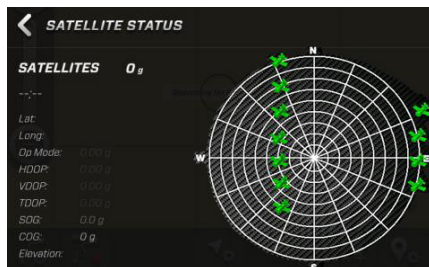 SATELLITE STATUS
N
SATELLITES 0 g
--:--
Lat:
Long:
W
Op Mode: 0.00 g
HDOP: 0.00 g
VDOP: 0.00 g
TDOP: 0.00 g
SOG: 0.0 g
COG: 0 g
Elevation:
S